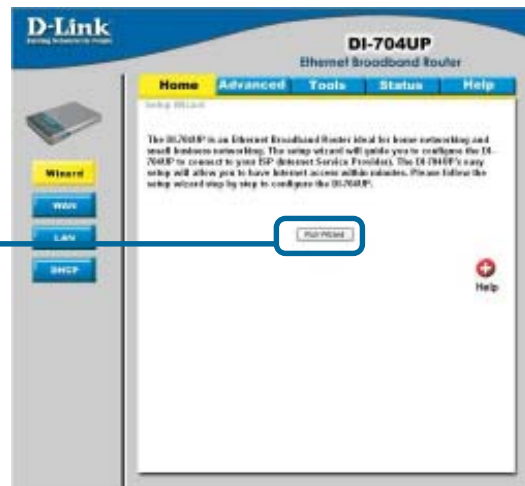 D-Link
Building Networks for People
DI-704UP
Ethernet Broadband Router
Home Advanced Tools Status Help
Setup Wizard
The DI-704UP is an Ethernet Broadband Router ideal for home networking and
small business networking. The setup wizard will guide you to configure the DI-
704UP to connect to your ISP (Internet Service Provider). The DI-704UP's easy
setup will allow you to have Internet access within minutes. Please follow the
setup wizard step by step to configure the DI-704UP.
Wizard
WAN
LAN
DHCP
Run Wizard
Help